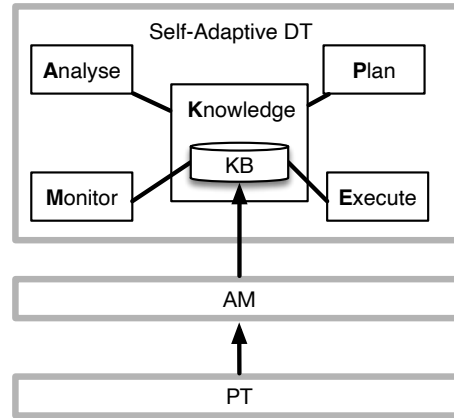 Self-Adaptive DT
Analyse
Plan
Knowledge
KB
Monitor
Execute
AM
PT